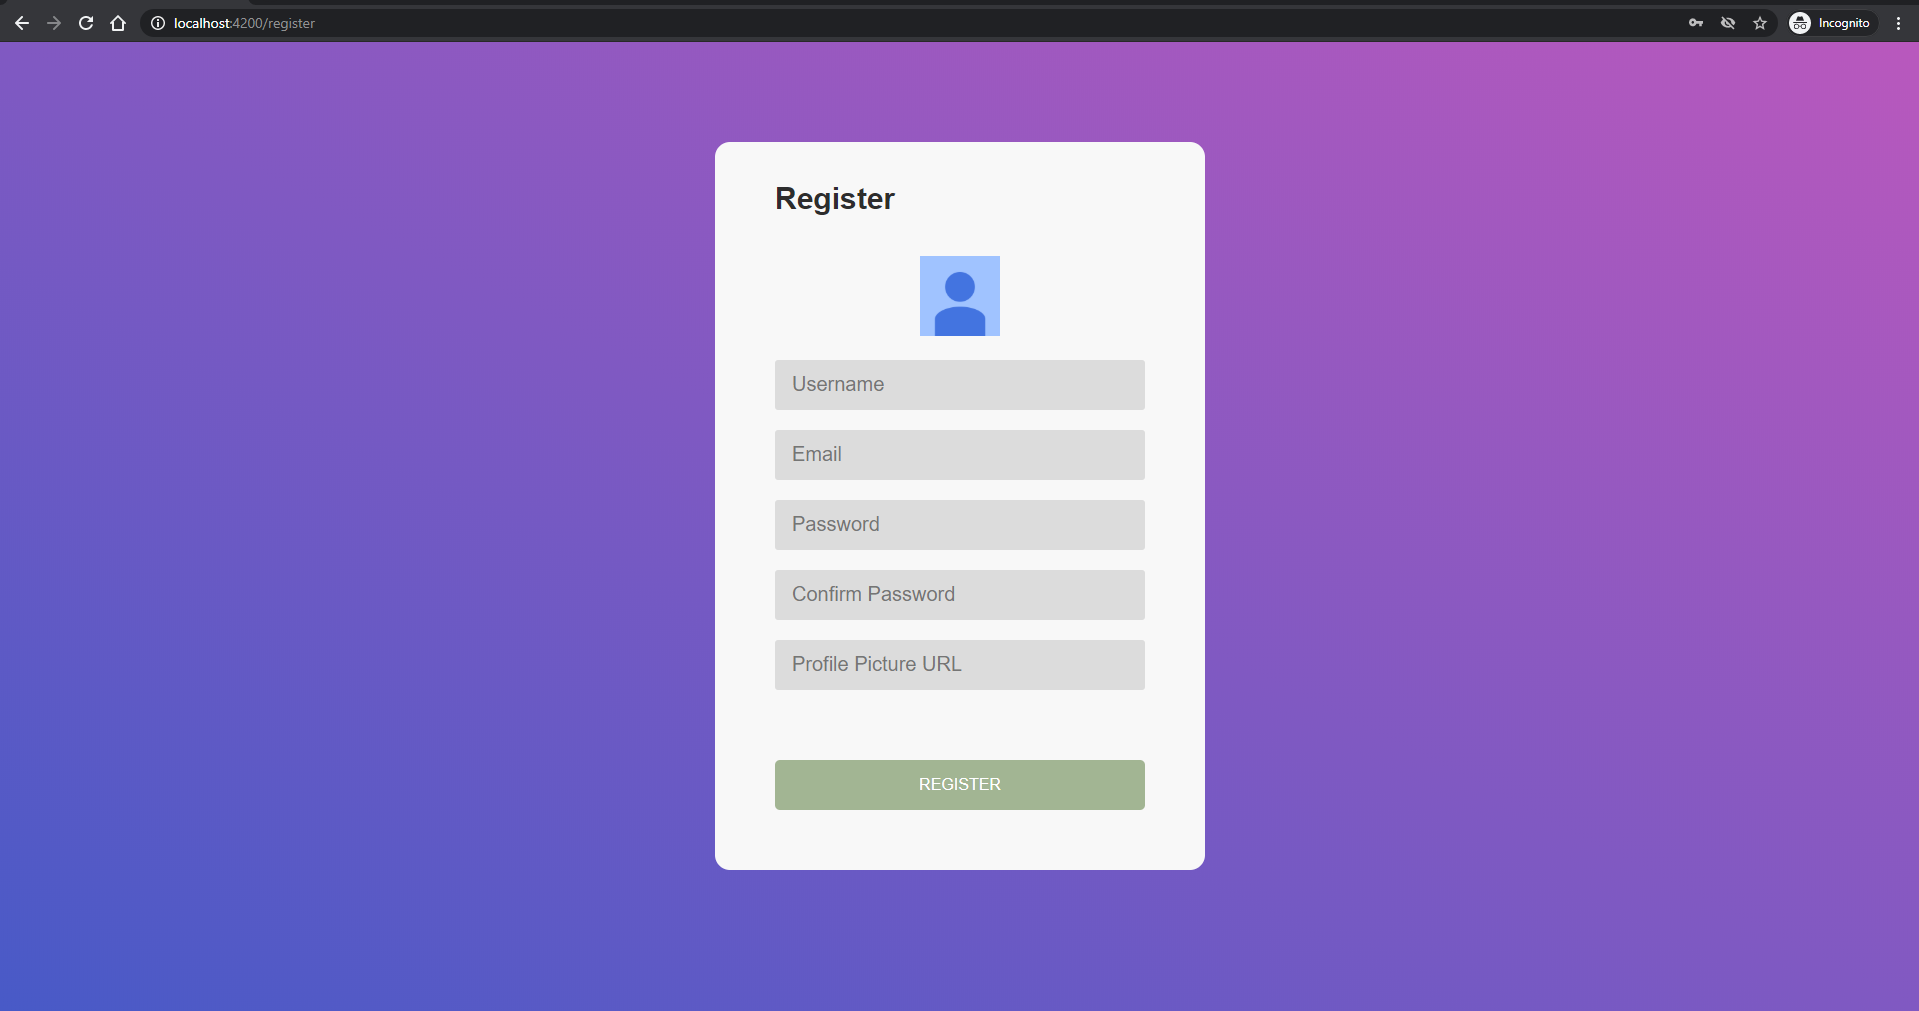 localhost:4200/register
Incognito
Register
Username
Email
Password
Confirm Password
Profile Picture URL
REGISTER